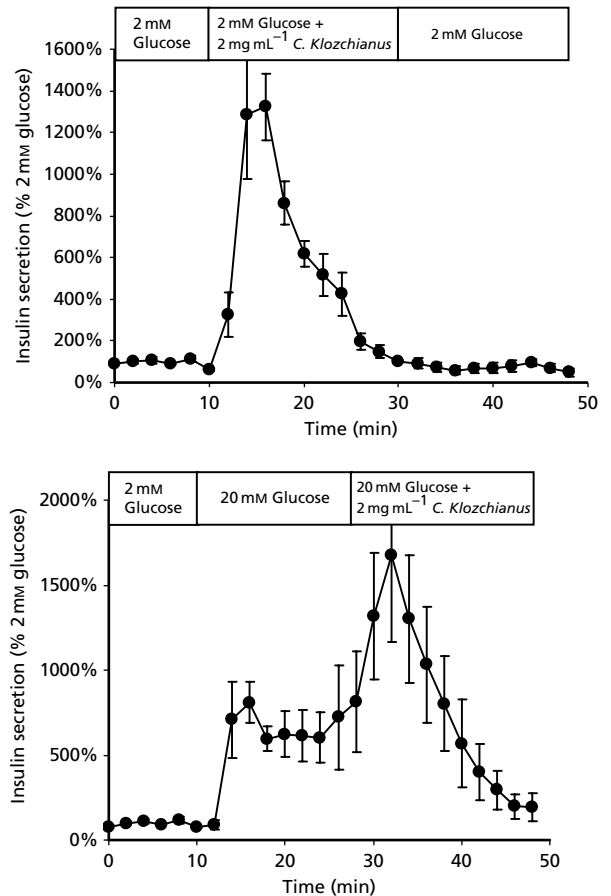 2 mM
Glucose
2 mM Glucose +
2 mg mL⁻¹ C. Klozchianus
2 mM Glucose
1600%
1400%
1200%
1000%
800%
600%
400%
200%
0%
Insulin secretion (% 2 mM glucose)
0
10
20
30
40
50
Time (min)
2 mM
Glucose
20 mM Glucose
20 mM Glucose +
2 mg mL⁻¹ C. Klozchianus
2000%
1500%
1000%
500%
0%
Insulin secretion (% 2 mM glucose)
0
10
20
30
40
50
Time (min)